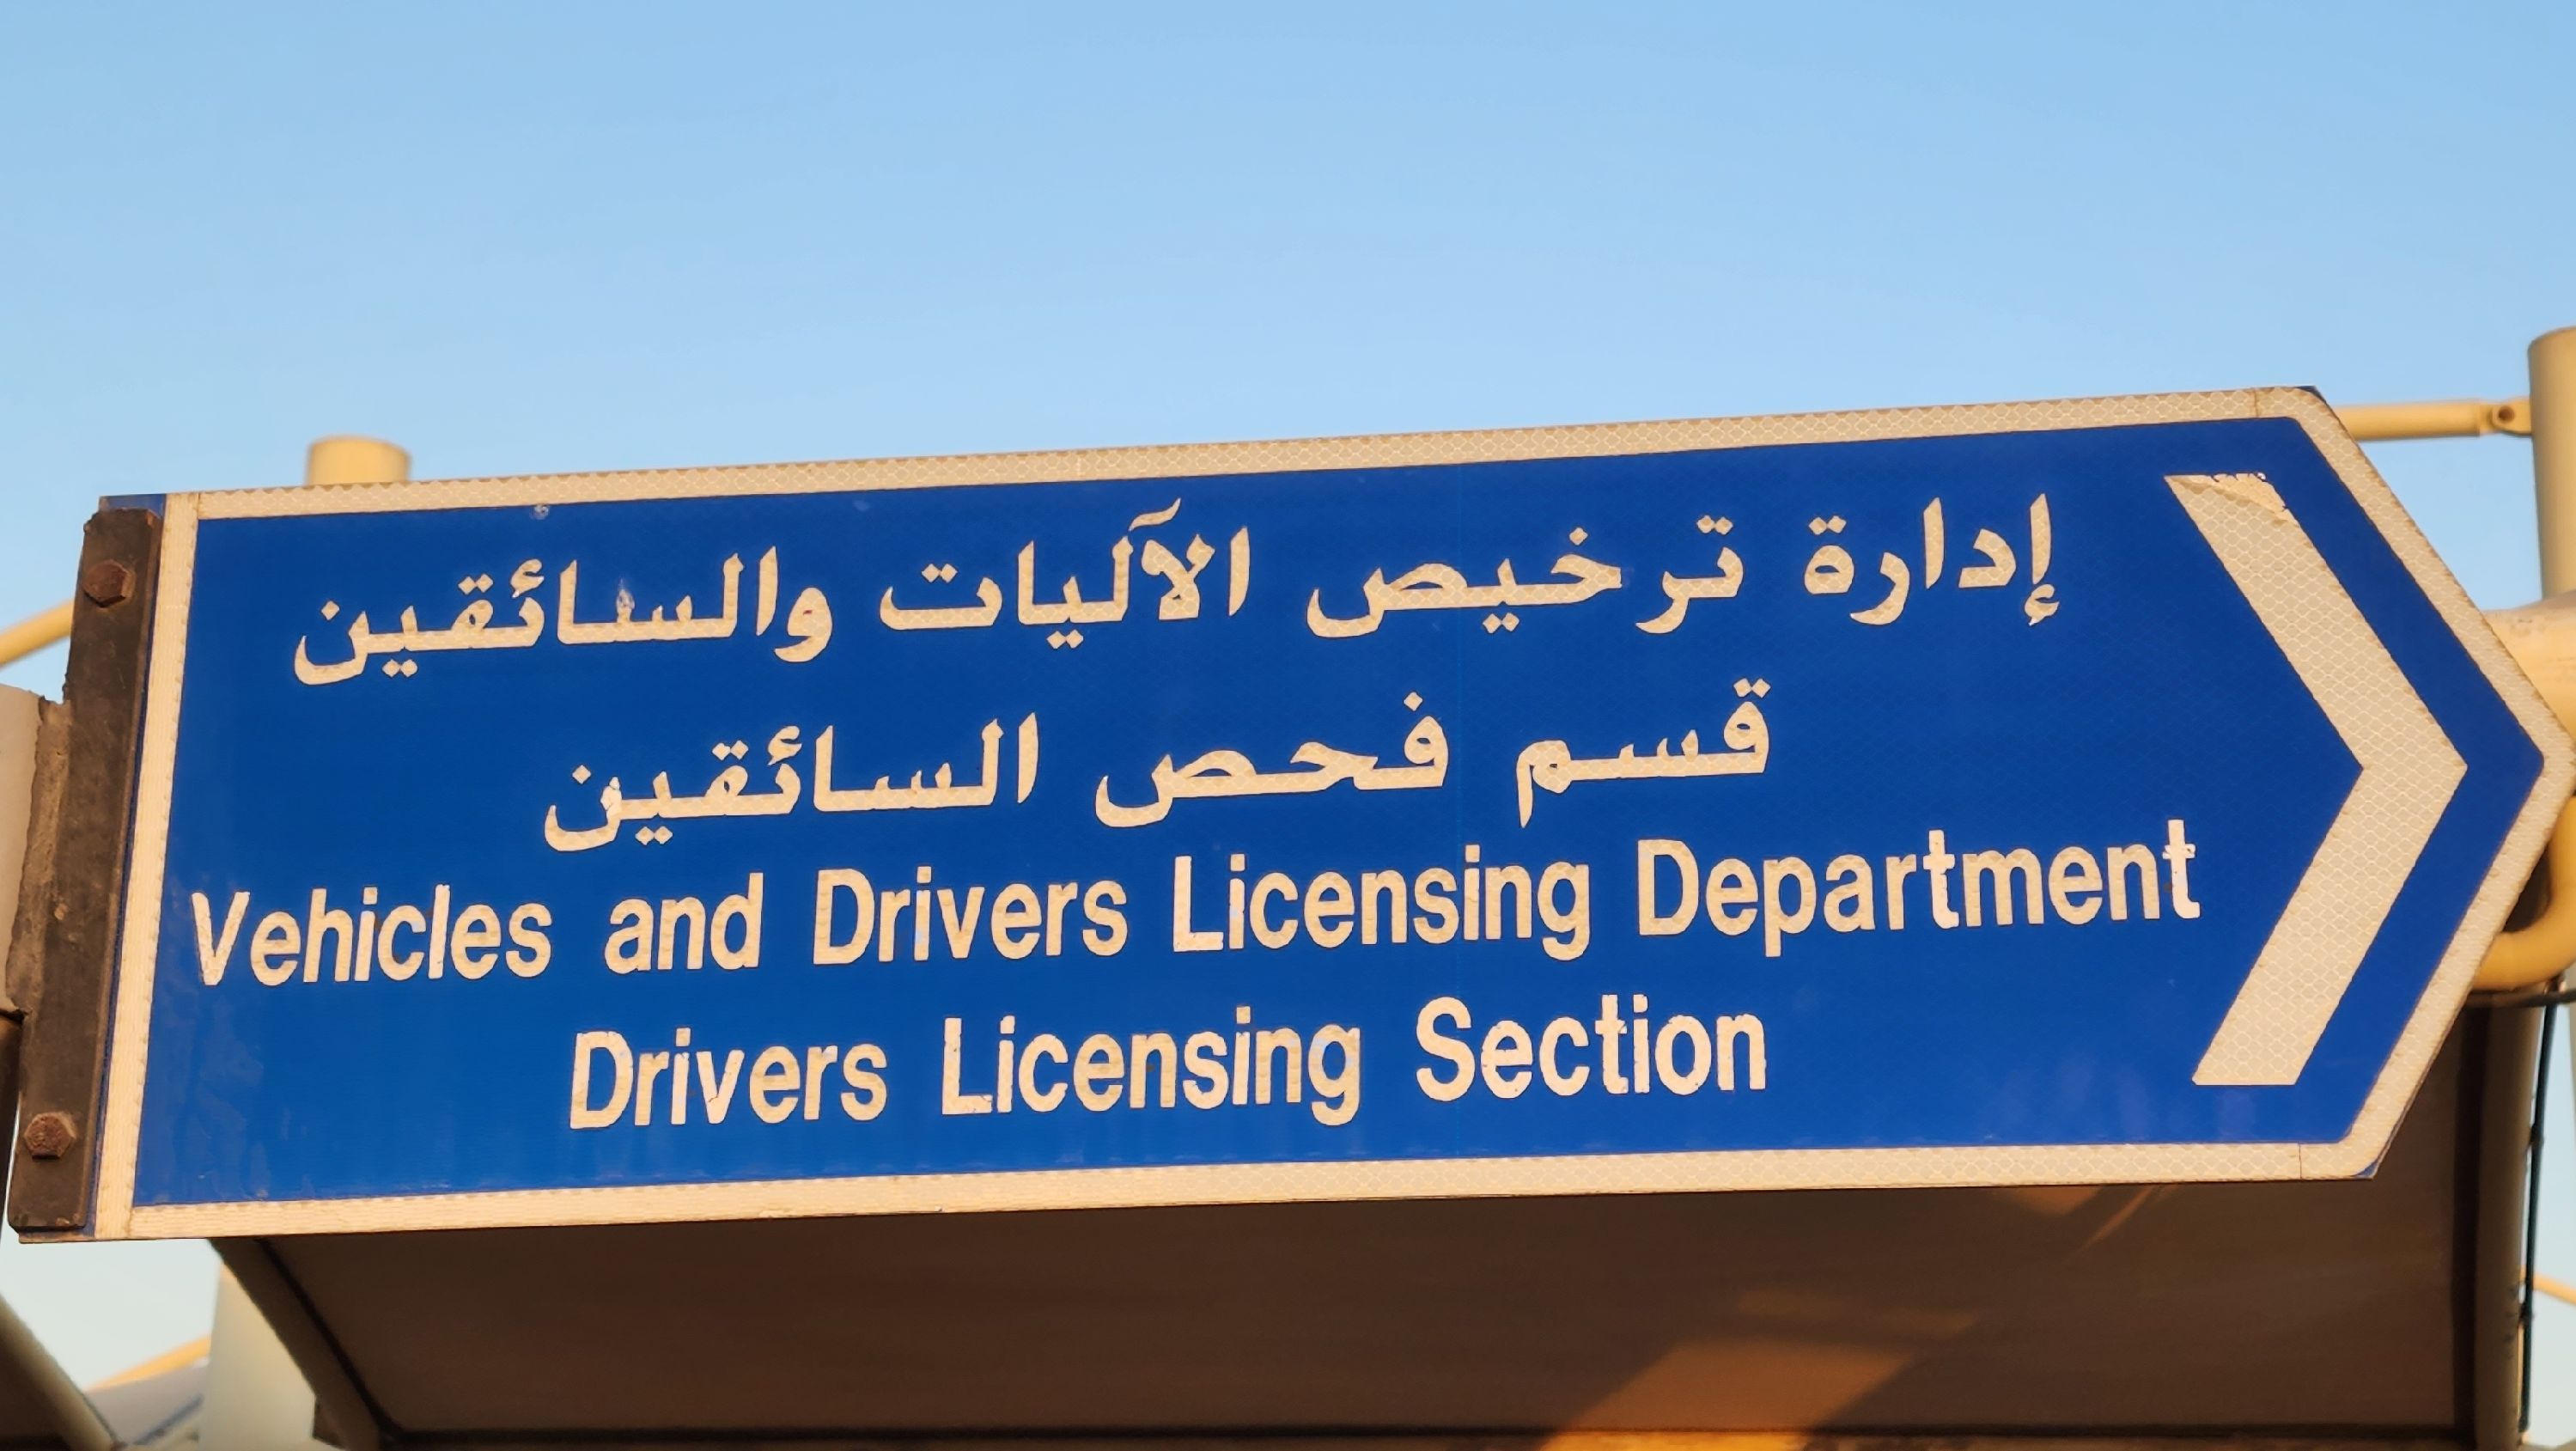 إدارة ترخيص الآليات والسائقين
قسم فحص السائقين
Vehicles and Drivers Licensing Department
Drivers Licensing Section